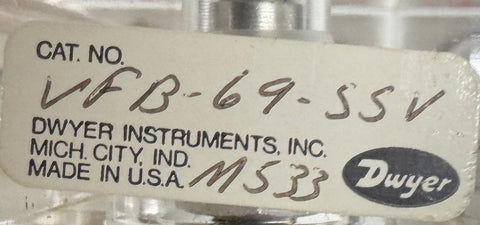 CAT. NO.
VFB-69-SSV
DWYER INSTRUMENTS, INC.
MICH. CITY, IND.
MADE IN U.S.A. M533
Dwyer